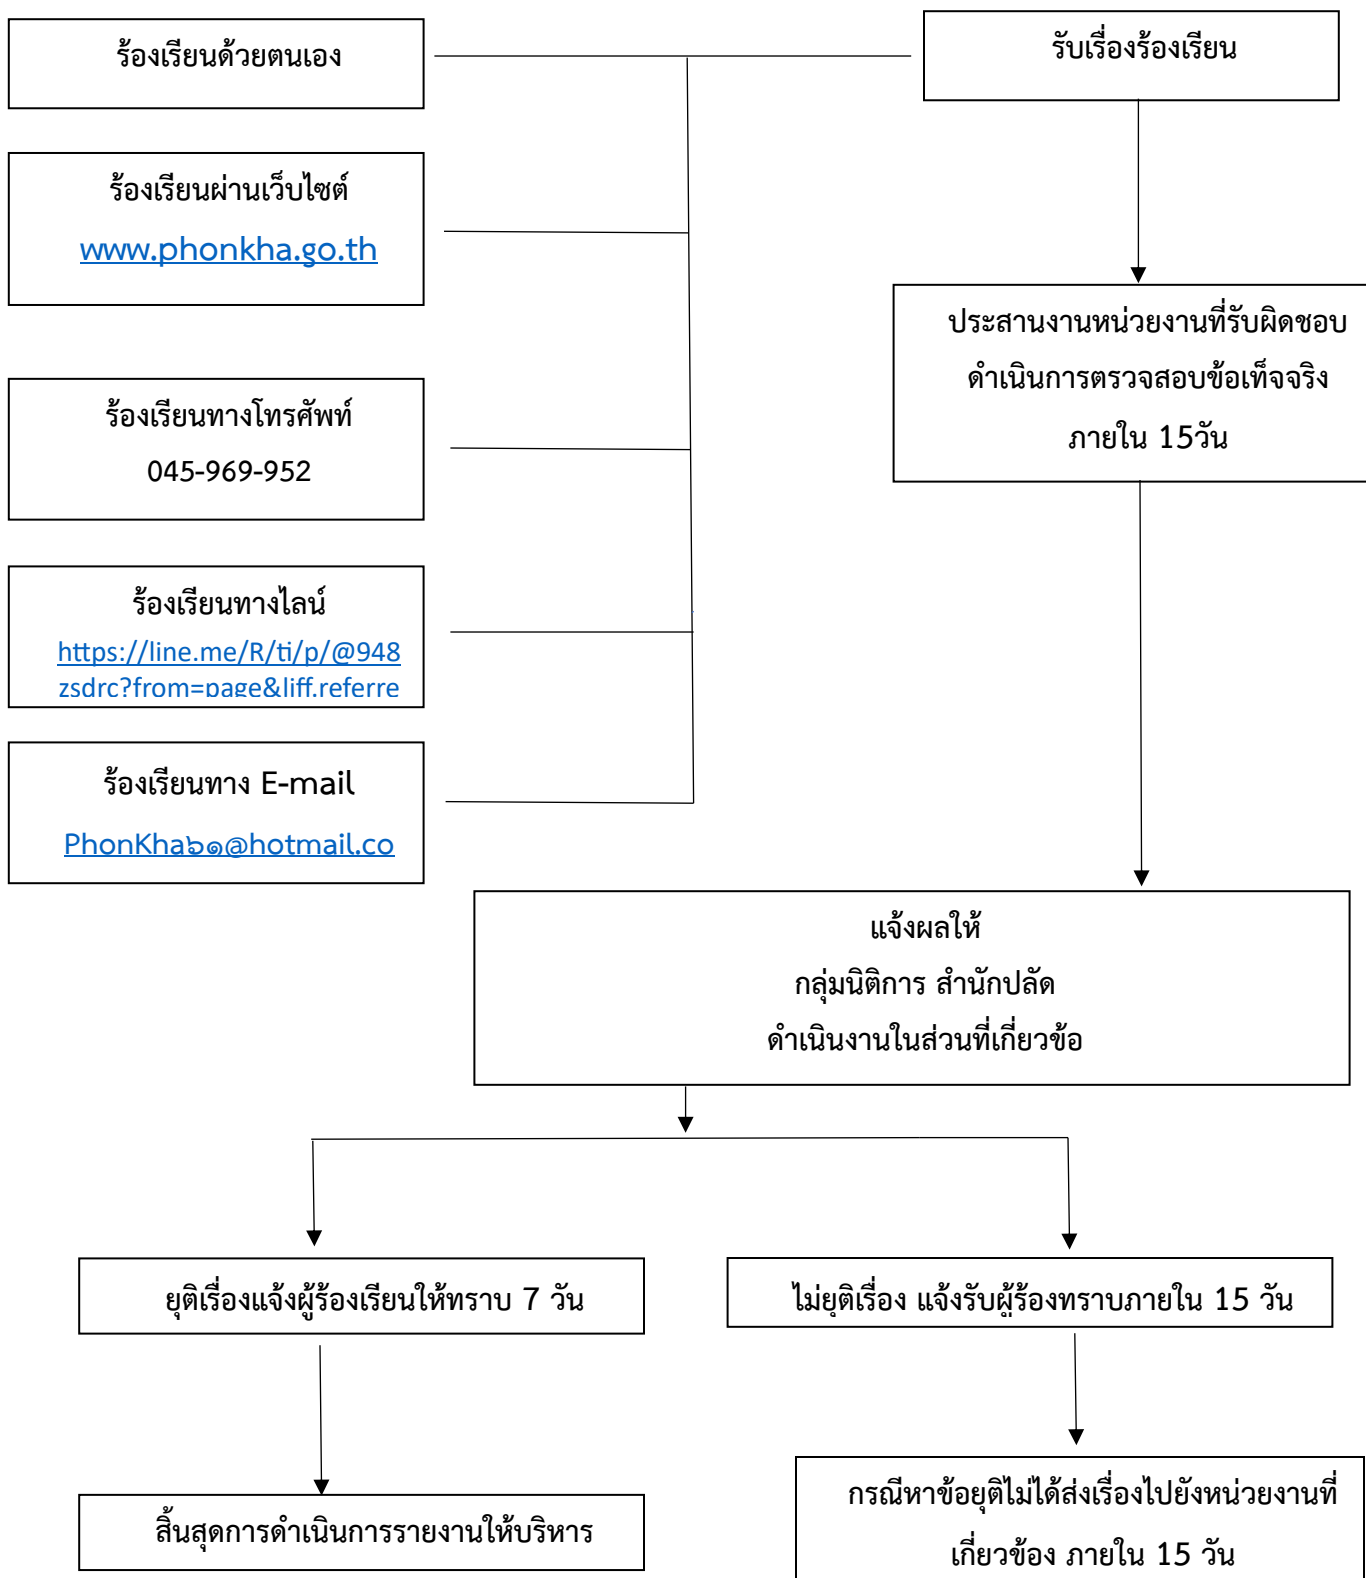 ร้องเรียนด้วยตนเอง
รับเรื่องร้องเรียน
ร้องเรียนผ่านเว็บไซต์
www.phonkha.go.th
ประสานงานหน่วยงานที่รับผิดชอบ
ดำเนินการตรวจสอบข้อเท็จจริง
ภายใน 15วัน
ร้องเรียนทางโทรศัพท์
045-969-952
ร้องเรียนทางไลน์
https://line.me/R/ti/p/@948
zsdrc?from=page&liff.referre
ร้องเรียนทาง E-mail
PhonKha๖๑@hotmail.co
แจ้งผลให้
กลุ่มนิติการ สำนักปลัด
ดำเนินงานในส่วนที่เกี่ยวข้อ
ยุติเรื่องแจ้งผู้ร้องเรียนให้ทราบ 7 วัน
ไม่ยุติเรื่อง แจ้งรับผู้ร้องทราบภายใน 15 วัน
สิ้นสุดการดำเนินการรายงานให้บริหาร
กรณีหาข้อยุติไม่ได้ส่งเรื่องไปยังหน่วยงานที่
เกี่ยวข้อง ภายใน 15 วัน